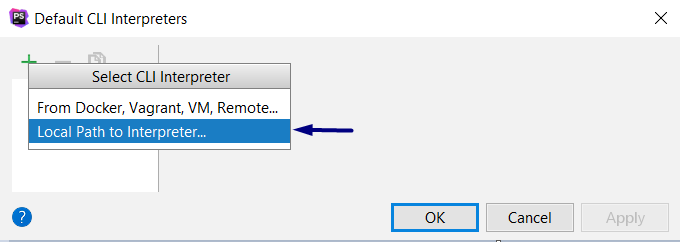 PS
Default CLI Interpreters
Select CLI Interpreter
From Docker, Vagrant, VM, Remote...
Local Path to Interpreter...
?
OK
Cancel
Apply